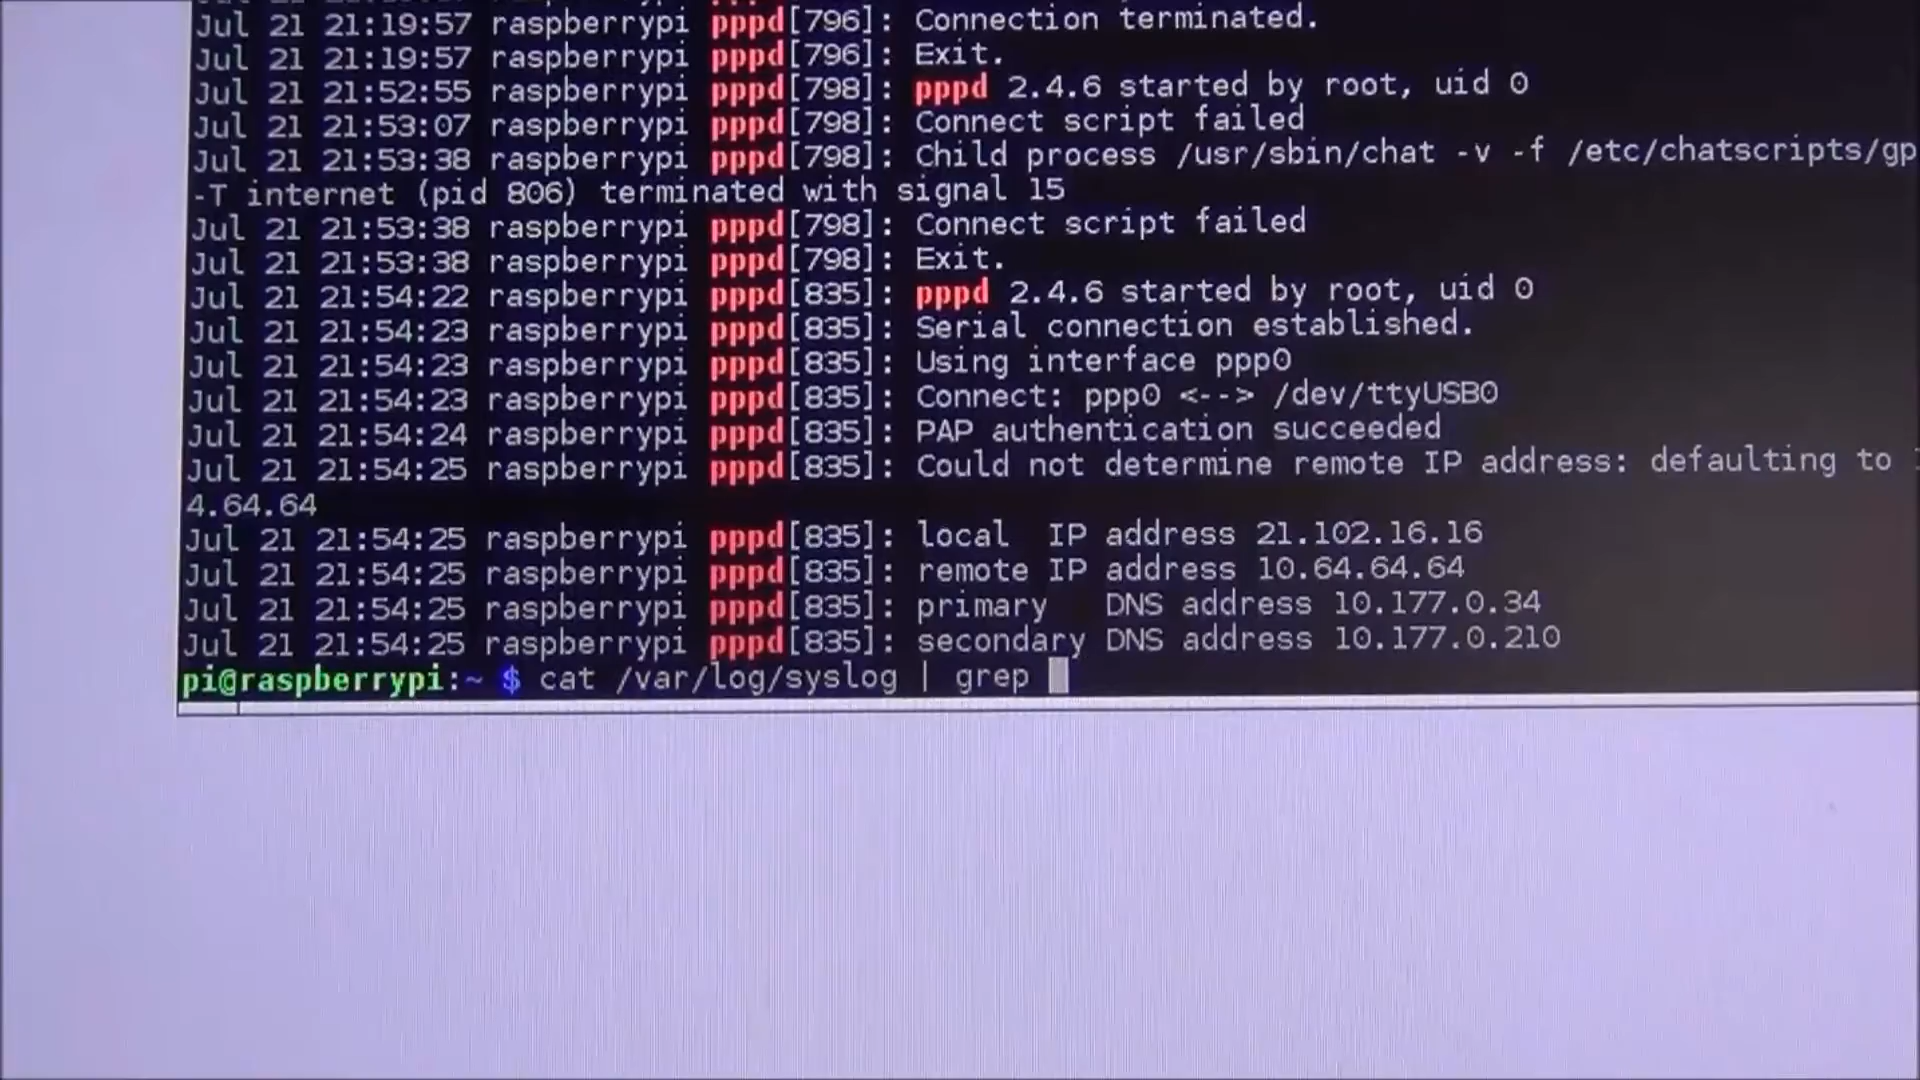 Jul 21 21:19:57 raspberrypi pppd[796]: Connection terminated.
Jul 21 21:19:57 raspberrypi pppd[796]: Exit.
Jul 21 21:52:55 raspberrypi pppd[798]: pppd 2.4.6 started by root, uid 0
Jul 21 21:53:07 raspberrypi pppd[798]: Connect script failed
Jul 21 21:53:38 raspberrypi pppd[798]: Child process /usr/sbin/chat -v -f /etc/chatscripts/gp
-T internet (pid 806) terminated with signal 15
Jul 21 21:53:38 raspberrypi pppd[798]: Connect script failed
Jul 21 21:53:38 raspberrypi pppd[798]: Exit.
Jul 21 21:54:22 raspberrypi pppd[835]: pppd 2.4.6 started by root, uid 0
Jul 21 21:54:23 raspberrypi pppd[835]: Serial connection established.
Jul 21 21:54:23 raspberrypi pppd[835]: Using interface ppp0
Jul 21 21:54:23 raspberrypi pppd[835]: Connect: ppp0 <--> /dev/ttyUSB0
Jul 21 21:54:24 raspberrypi pppd[835]: PAP authentication succeeded
Jul 21 21:54:25 raspberrypi pppd[835]: Could not determine remote IP address: defaulting to
4.64.64
Jul 21 21:54:25 raspberrypi pppd[835]: local  IP address 21.102.16.16
Jul 21 21:54:25 raspberrypi pppd[835]: remote IP address 10.64.64.64
Jul 21 21:54:25 raspberrypi pppd[835]: primary   DNS address 10.177.0.34
Jul 21 21:54:25 raspberrypi pppd[835]: secondary DNS address 10.177.0.210
pi@raspberrypi:~ $ cat /var/log/syslog | grep